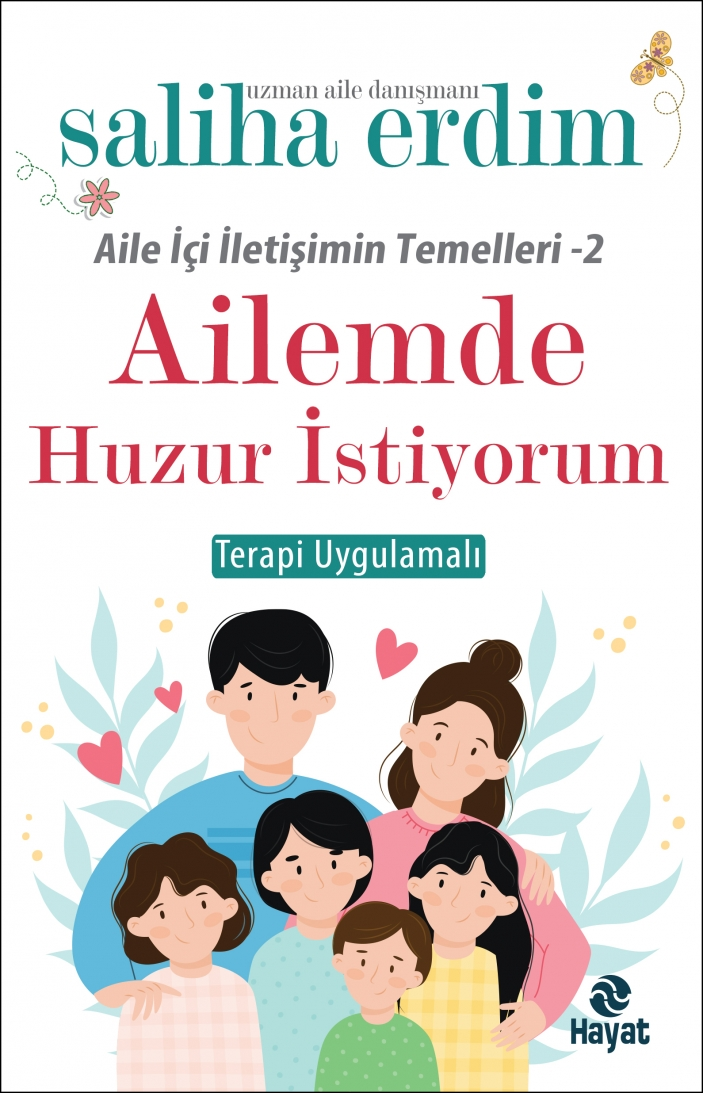 uzman aile danışmanı
saliha erdim
Aile İçi İletişimin Temelleri -2
Ailemde
Huzur İstiyorum
Terapi Uygulamalı
Hayat